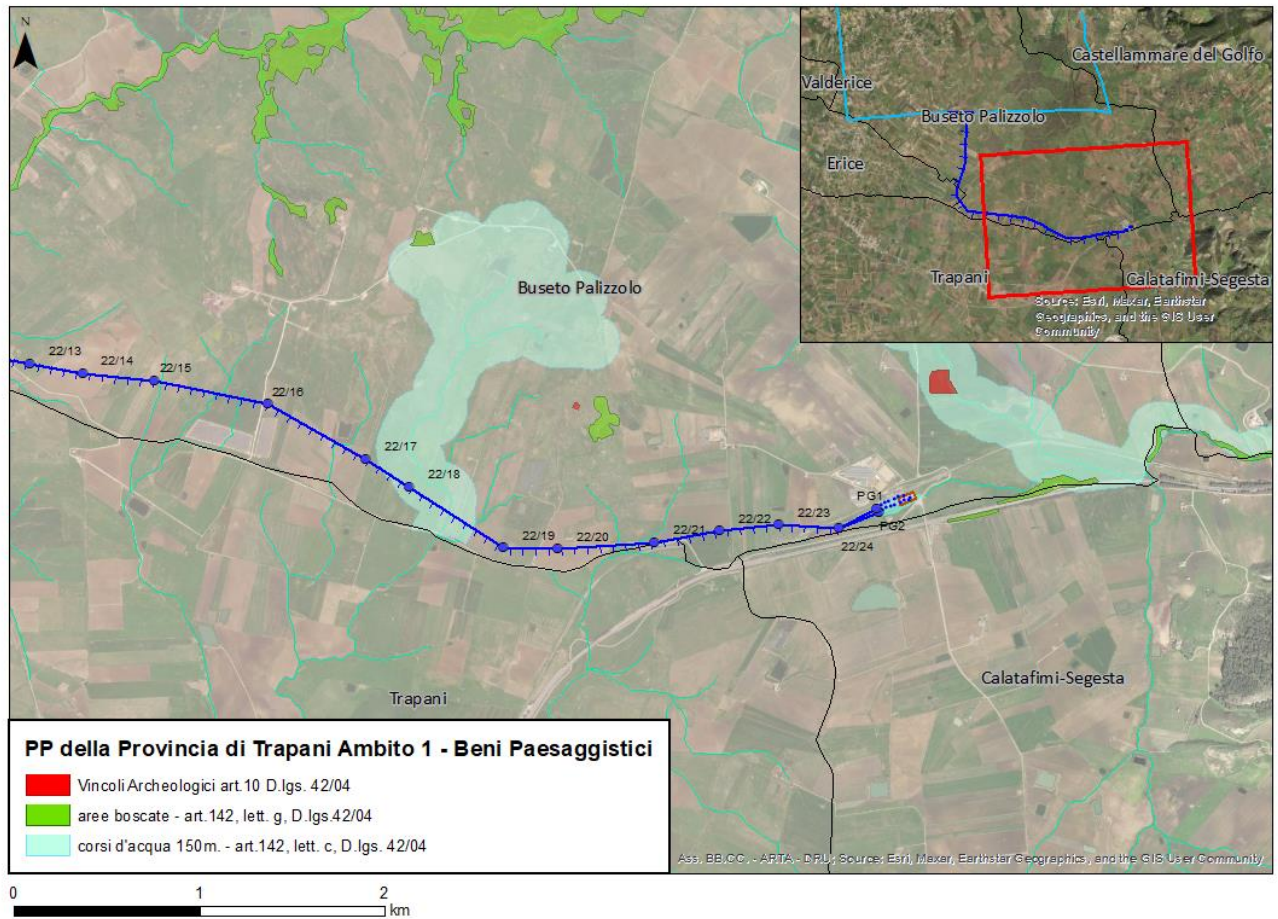 N
Castellammare del Golfo
Valderice
Buseto Palizzolo
Erice
Trapani
Calatafimi-Segesta
Source: Esri, Maxar, Earthstar
Geographics, and the GIS User
Community
Buseto Palizzolo
22/13
22/14
22/15
22/16
22/17
22/18
22/19
22/20
22/21
22/22
22/23
22/24
PG1
PG2
Trapani
Calatafimi-Segesta
PP della Provincia di Trapani Ambito 1 - Beni Paesaggistici
Vincoli Archeologici art.10 D.lgs. 42/04
aree boscate - art.142, lett. g, D.lgs.42/04
corsi d'acqua 150m. - art.142, lett. c, D.lgs. 42/04
Ass. BB.CC. - ARTA - DRU; Source: Esri, Maxar, Earthstar Geographics, and the GIS User Community
0 1 2
km